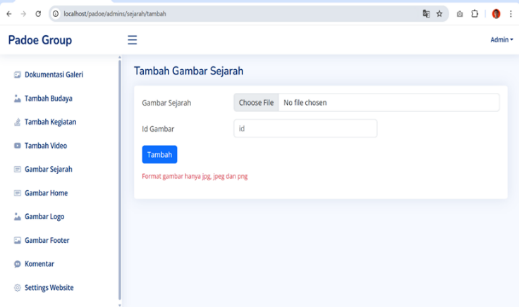 localhost/padoe/admins/sejarah/tambah
Padoe Group
Admin
Dokumentasi Galeri
Tambah Budaya
Tambah Kegiatan
Tambah Video
Gambar Sejarah
Gambar Home
Gambar Logo
Gambar Footer
Komentar
Settings Website
Tambah Gambar Sejarah
Gambar Sejarah Choose File No file chosen
Id Gambar id
Tambah
Format gambar hanya jpg, jpeg dan png